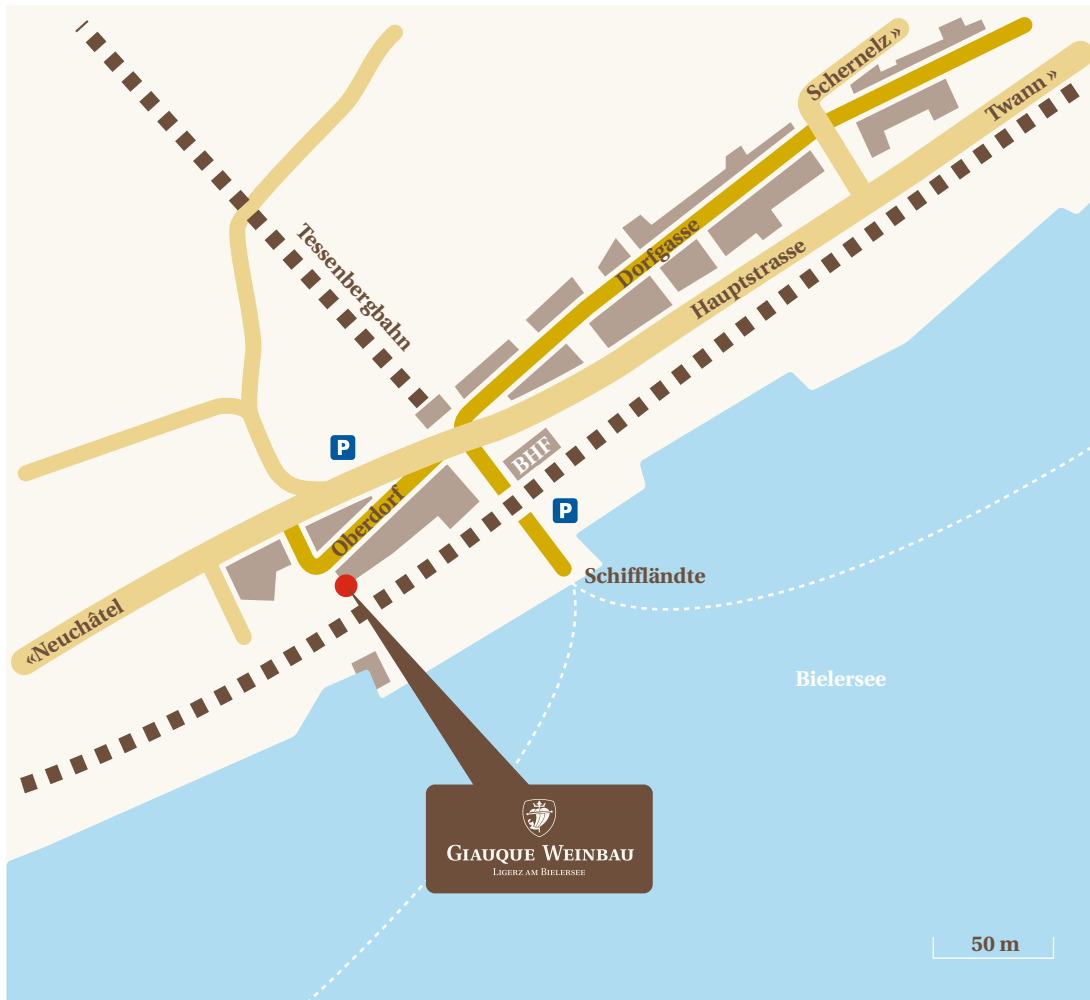 Schernelz »
Twann »
Tessenbergbahn
Dorfgasse
Hauptstrasse
P
BHF
Oberdorf
P
Schiffländte
«Neuchâtel
Bielersee
Giauque Weinbau
Ligerz am Bielersee
50 m